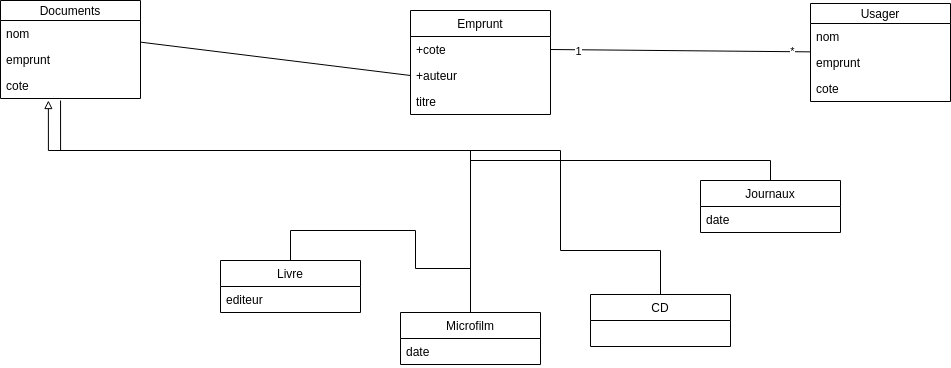 Documents
nom
emprunt
cote
Emprunt
+cote
+auteur
titre
1
*
Usager
nom
emprunt
cote
Journaux
date
Livre
editeur
Microfilm
date
CD